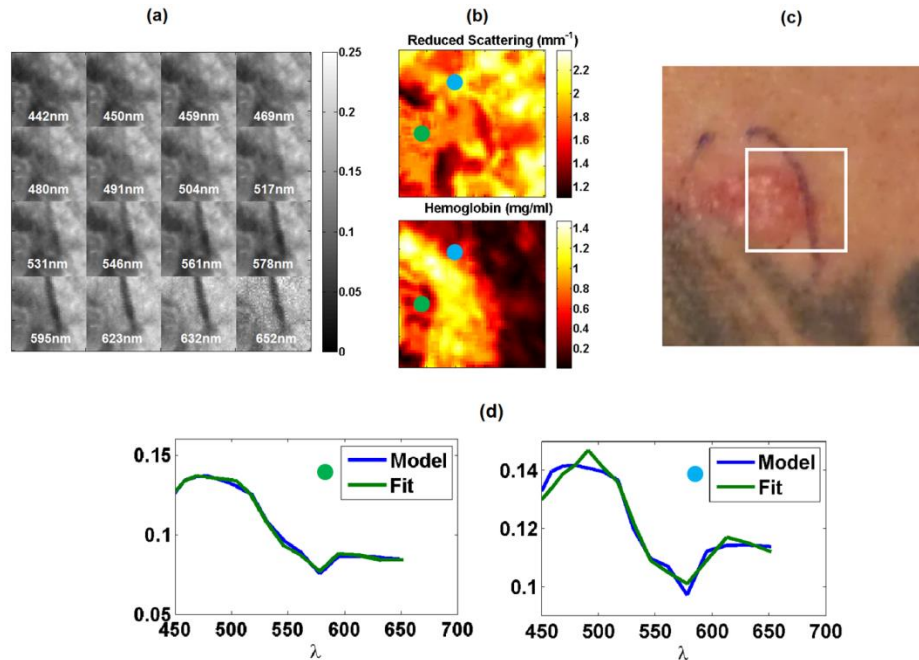 (a)
442nm 450nm 459nm 469nm
480nm 491nm 504nm 517nm
531nm 546nm 561nm 578nm
595nm 623nm 632nm 652nm
0.25
0.2
0.15
0.1
0.05
0
(b)
Reduced Scattering (mm⁻¹)
2.2
2
1.8
1.6
1.4
1.2
Hemoglobin (mg/ml)
1.4
1.2
1
0.8
0.6
0.4
0.2
(c)
(d)
0.15
0.1
0.05
450 500 550 600 650 700
λ
Model
Fit
0.14
0.12
0.1
450 500 550 600 650 700
λ
Model
Fit